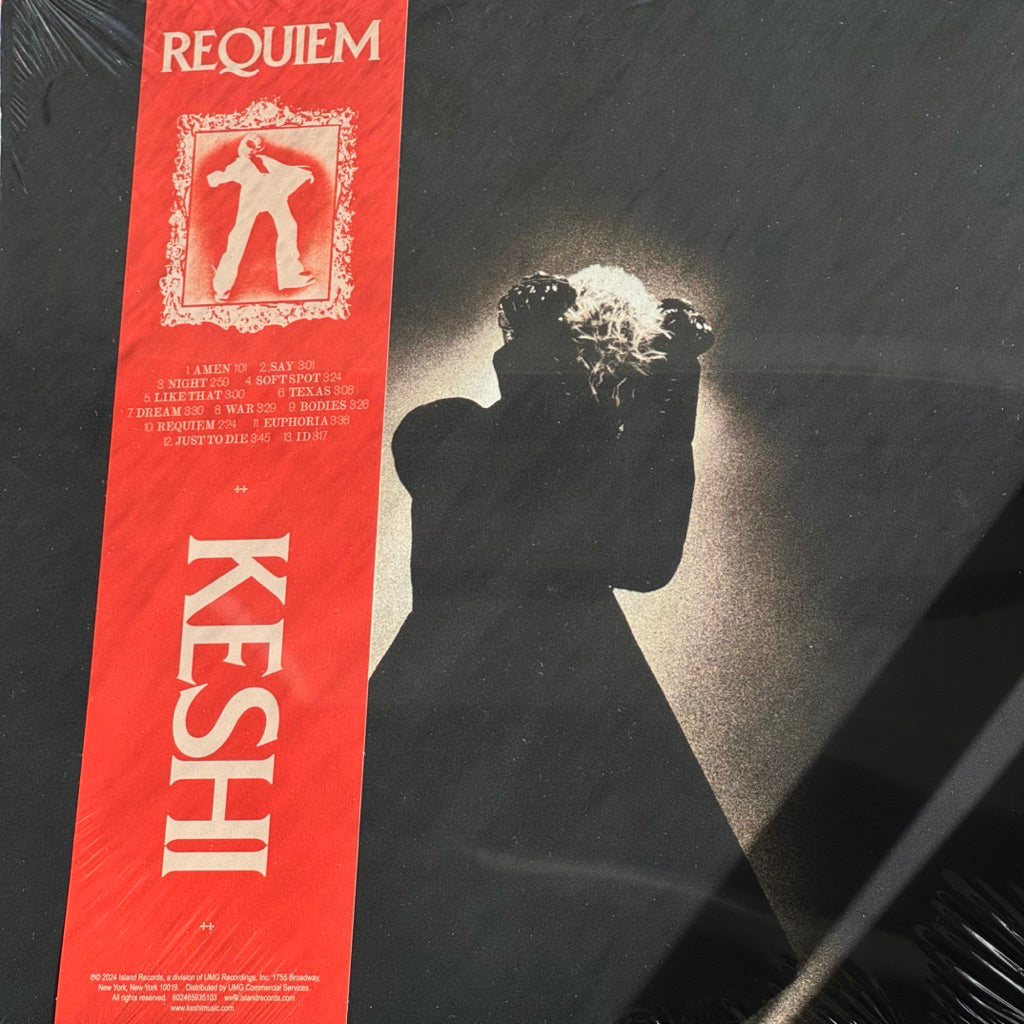 REQUIEM
1. AMEN 1:01 2. SAY 3:01
3. NIGHT 2:59 4. SOFT SPOT 3:24
5. LIKE THAT 3:00 6. TEXAS 3:08
7. DREAM 3:30 8. WAR 3:29 9. BODIES 3:26
10. REQUIEM 2:24 11. EUPHORIA 3:36
12. JUST TO DIE 3:45 13. ID 3:17
KESHI
℗© 2024 Island Records, a division of UMG Recordings, Inc. 1755 Broadway,
New York, New York 10019. Distributed by UMG Commercial Services.
All rights reserved. 602465935103 www.islandrecords.com
www.keshimusic.com